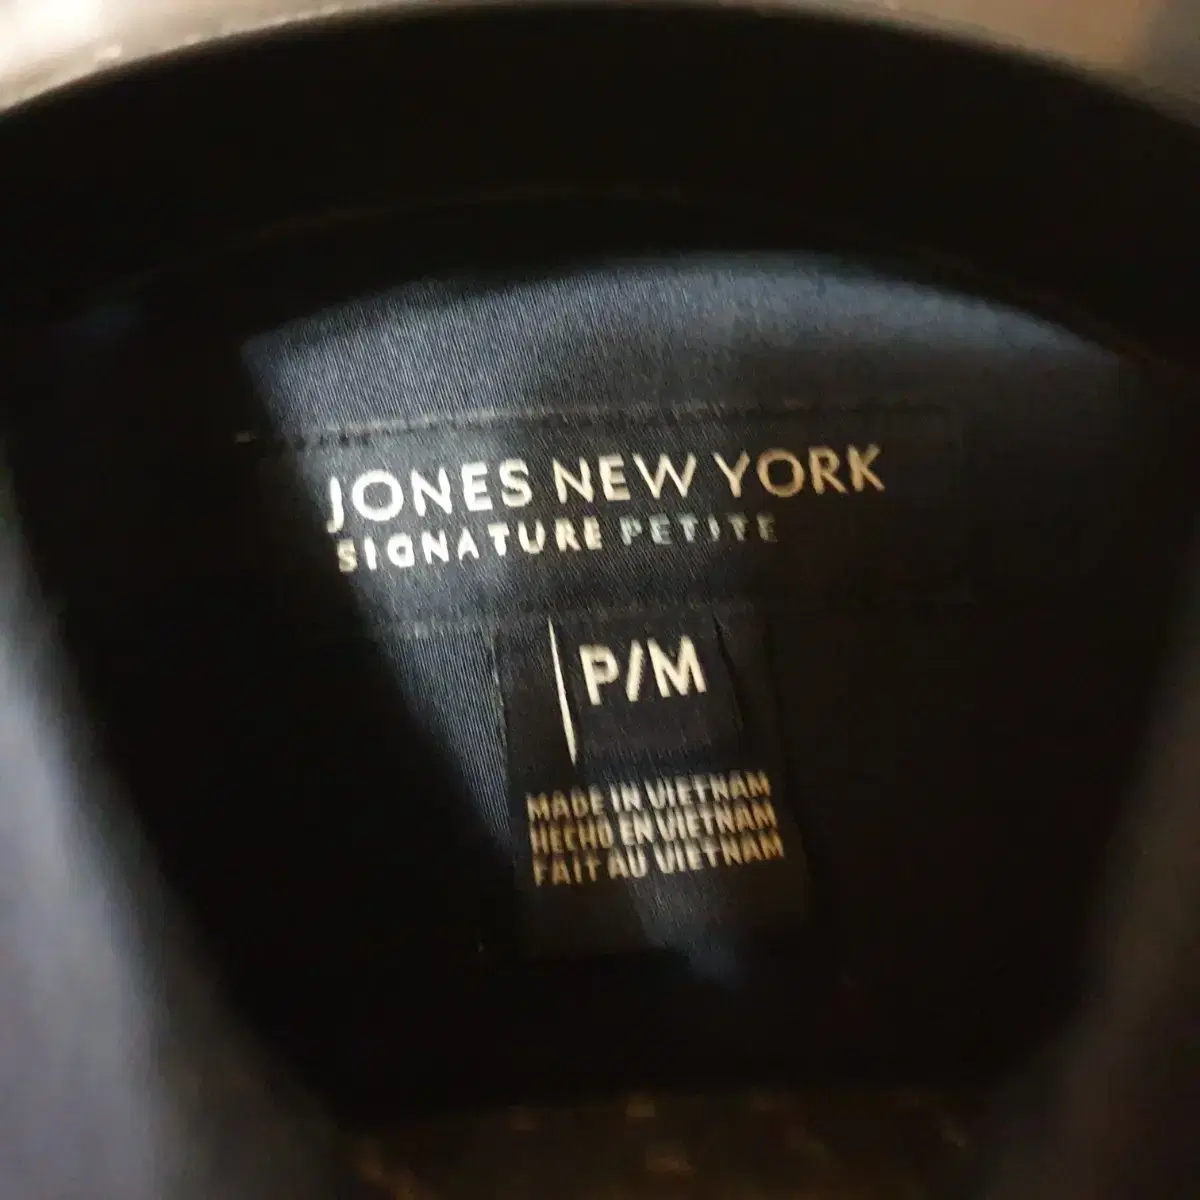 JONES NEW YORK
SIGNATURE PETITE
P/M
MADE IN VIETNAM
HECHO EN VIETNAM
FAIT AU VIETNAM